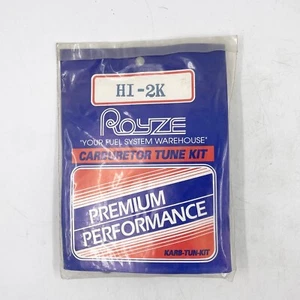 HI-2K
ROYZE
"YOUR FUEL SYSTEM WAREHOUSE"
CARBURETOR TUNE KIT
PREMIUM
PERFORMANCE
KARB-TUN-KIT